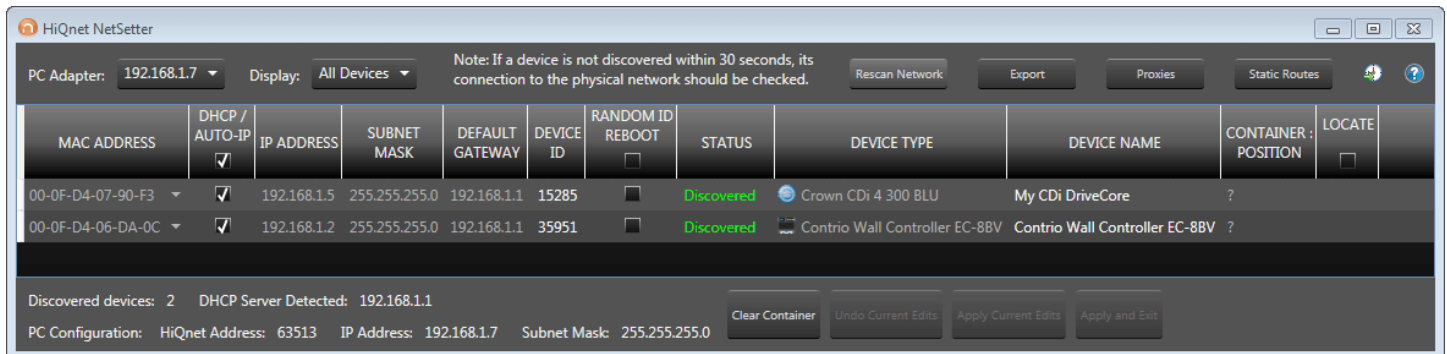 HiQnet NetSetter
PC Adapter: 192.168.1.7 Display: All Devices
Note: If a device is not discovered within 30 seconds, its
connection to the physical network should be checked.
Rescan Network Export Proxies Static Routes ?
MAC ADDRESS
DHCP /
AUTO-IP
IP ADDRESS
SUBNET
MASK
DEFAULT
GATEWAY
DEVICE
ID
RANDOM ID
REBOOT
STATUS
DEVICE TYPE
DEVICE NAME
CONTAINER :
POSITION
LOCATE
00-0F-D4-07-90-F3 192.168.1.5 255.255.255.0 192.168.1.1 15285 Discovered Crown CDi 4 300 BLU My CDi DriveCore ?
00-0F-D4-06-DA-0C 192.168.1.2 255.255.255.0 192.168.1.1 35951 Discovered Contrio Wall Controller EC-8BV Contrio Wall Controller EC-8BV ?
Discovered devices: 2 DHCP Server Detected: 192.168.1.1
PC Configuration: HiQnet Address: 63513 IP Address: 192.168.1.7 Subnet Mask: 255.255.255.0
Clear Container Undo Current Edits Apply Current Edits Apply and Exit